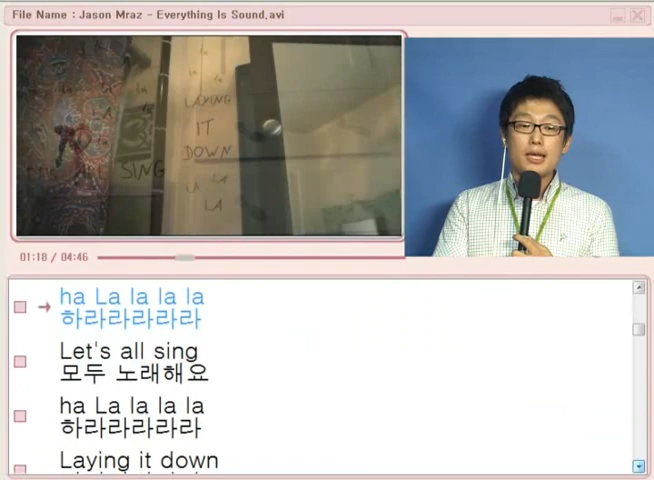 File Name : Jason Mraz - Everything Is Sound.avi
LAYING
IT
SING
DOWN
LA LA
LA
01:18 / 04:46
ha La la la la
하라라라라라
Let's all sing
모두 노래해요
ha La la la la
하라라라라라
Laying it down